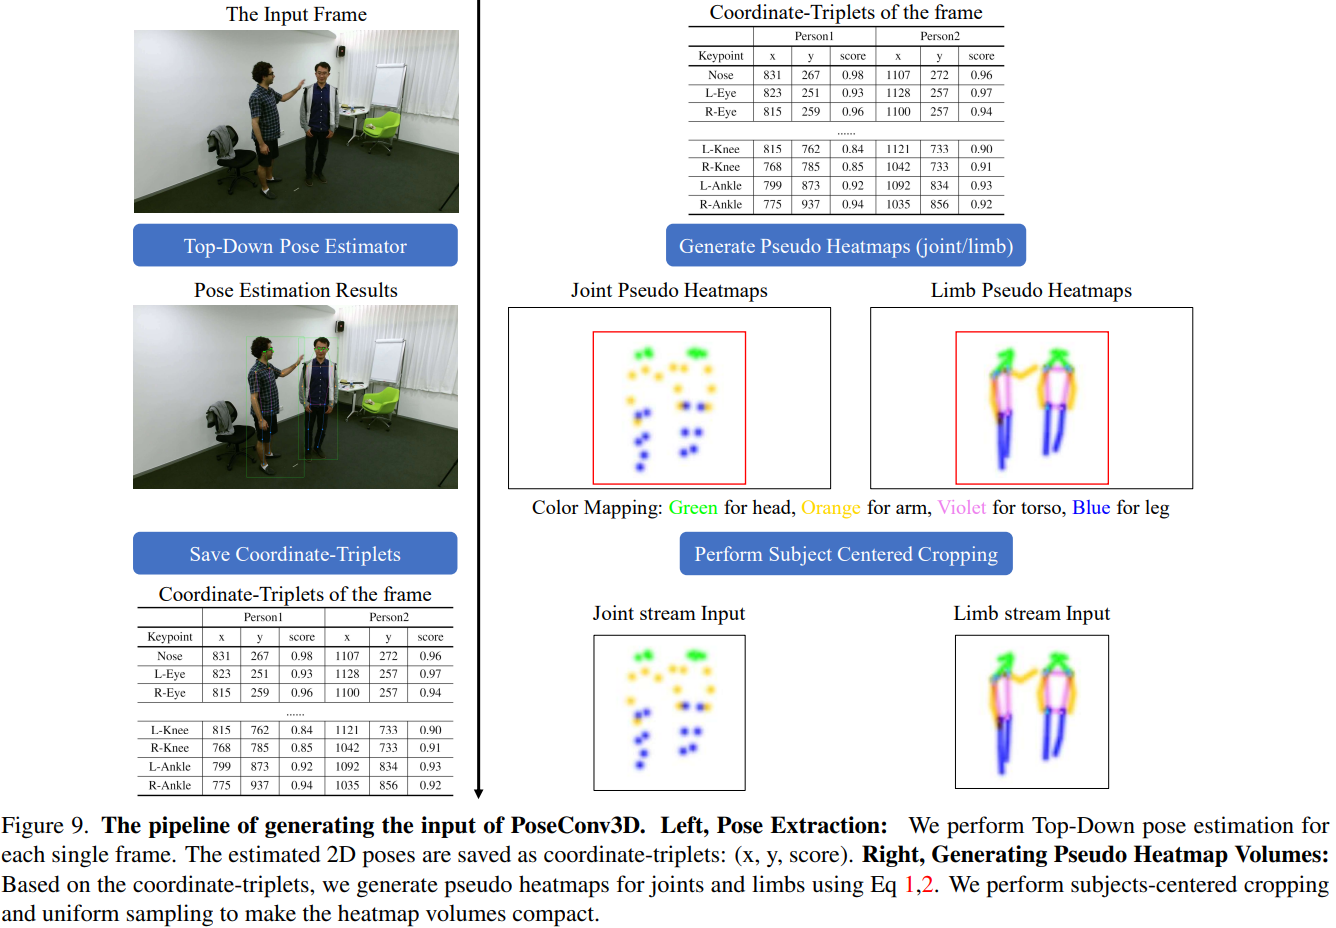 The Input Frame
Top-Down Pose Estimator
Pose Estimation Results
Save Coordinate-Triplets
Coordinate-Triplets of the frame
Person1 Person2
Keypoint x y score x y score
Nose 831 267 0.98 1107 272 0.96
L-Eye 823 251 0.93 1128 257 0.97
R-Eye 815 259 0.96 1100 257 0.94
......
L-Knee 815 762 0.84 1121 733 0.90
R-Knee 768 785 0.85 1042 733 0.91
L-Ankle 799 873 0.92 1092 834 0.93
R-Ankle 775 937 0.94 1035 856 0.92
Coordinate-Triplets of the frame
Person1 Person2
Keypoint x y score x y score
Nose 831 267 0.98 1107 272 0.96
L-Eye 823 251 0.93 1128 257 0.97
R-Eye 815 259 0.96 1100 257 0.94
......
L-Knee 815 762 0.84 1121 733 0.90
R-Knee 768 785 0.85 1042 733 0.91
L-Ankle 799 873 0.92 1092 834 0.93
R-Ankle 775 937 0.94 1035 856 0.92
Generate Pseudo Heatmaps (joint/limb)
Joint Pseudo Heatmaps Limb Pseudo Heatmaps
Color Mapping: Green for head, Orange for arm, Violet for torso, Blue for leg
Perform Subject Centered Cropping
Joint stream Input Limb stream Input
Figure 9. The pipeline of generating the input of PoseConv3D. Left, Pose Extraction: We perform Top-Down pose estimation for
each single frame. The estimated 2D poses are saved as coordinate-triplets: (x, y, score). Right, Generating Pseudo Heatmap Volumes:
Based on the coordinate-triplets, we generate pseudo heatmaps for joints and limbs using Eq 1,2. We perform subjects-centered cropping
and uniform sampling to make the heatmap volumes compact.